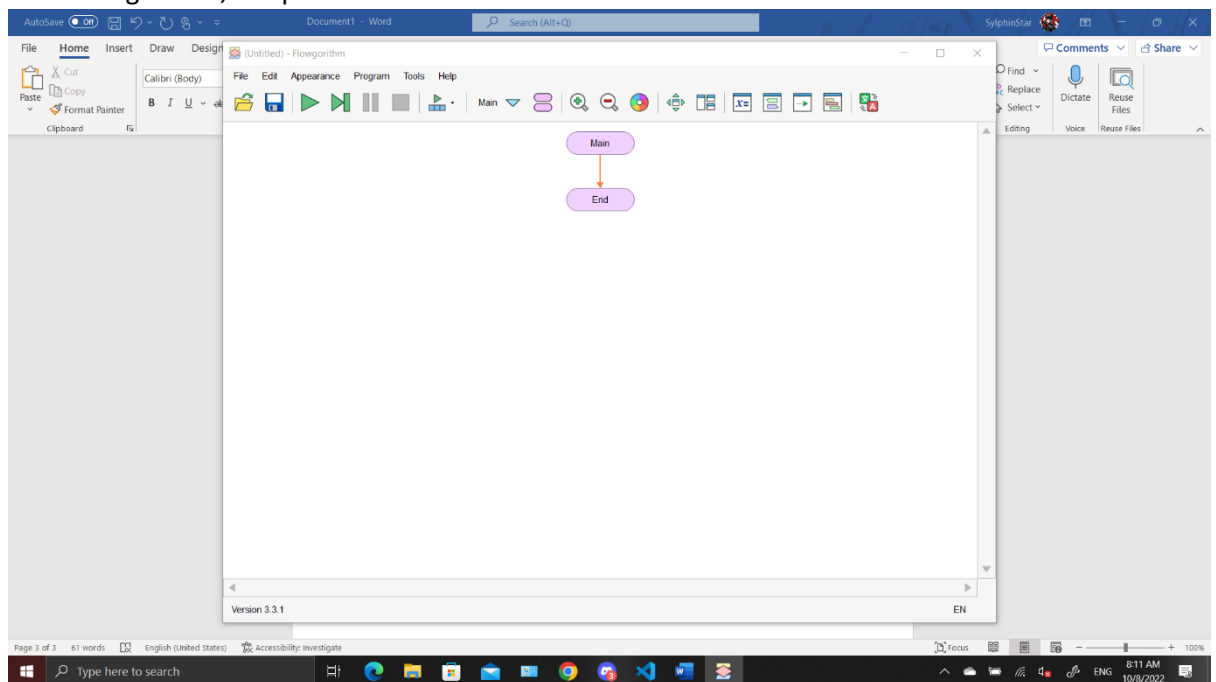 AutoSave Off Document1 - Word Search (Alt+Q) SylphinStar
File Home Insert Draw Design Comments Share
(Untitled) - Flowgorithm
File Edit Appearance Program Tools Help
Main
Paste
Cut
Copy
Format Painter
Clipboard
Calibri (Body)
B I U ab
Find
Replace
Select
Editing
Dictate
Voice
Reuse
Files
Reuse Files
Main
End
Version 3.3.1 EN
Page 3 of 3 61 words English (United States) Accessibility: Investigate Focus 100%
Type here to search ENG 8:11 AM
10/8/2022